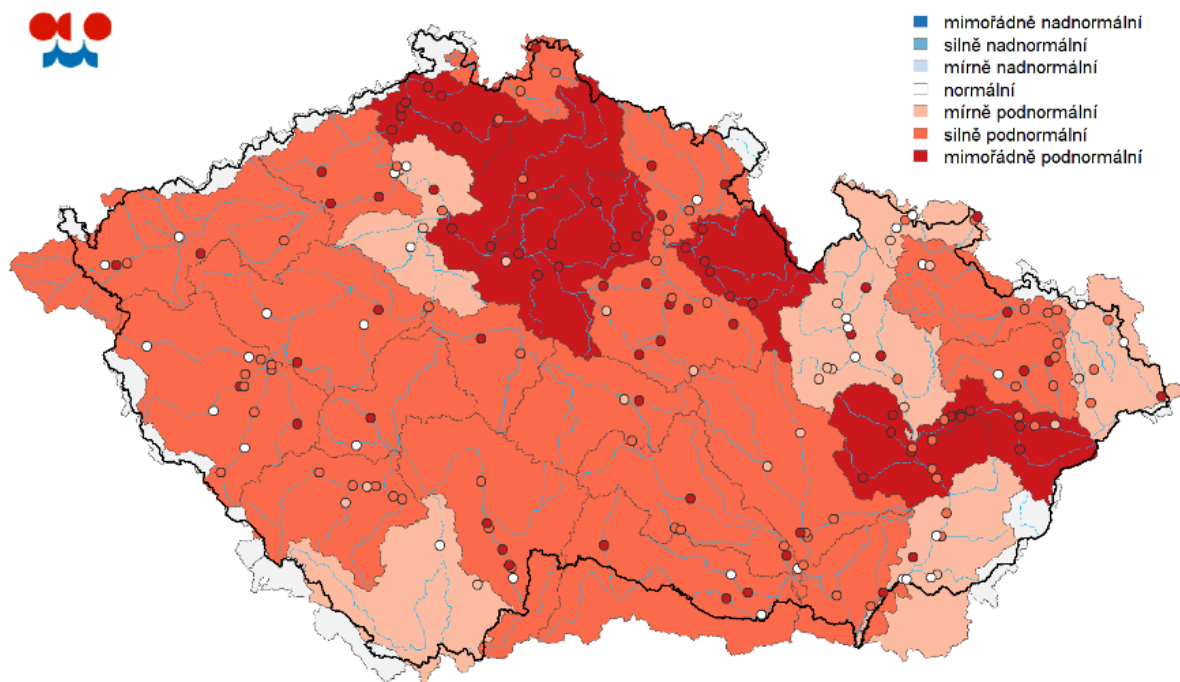 mimořádně nadnormální
silně nadnormální
mírně nadnormální
normální
mírně podnormální
silně podnormální
mimořádně podnormální